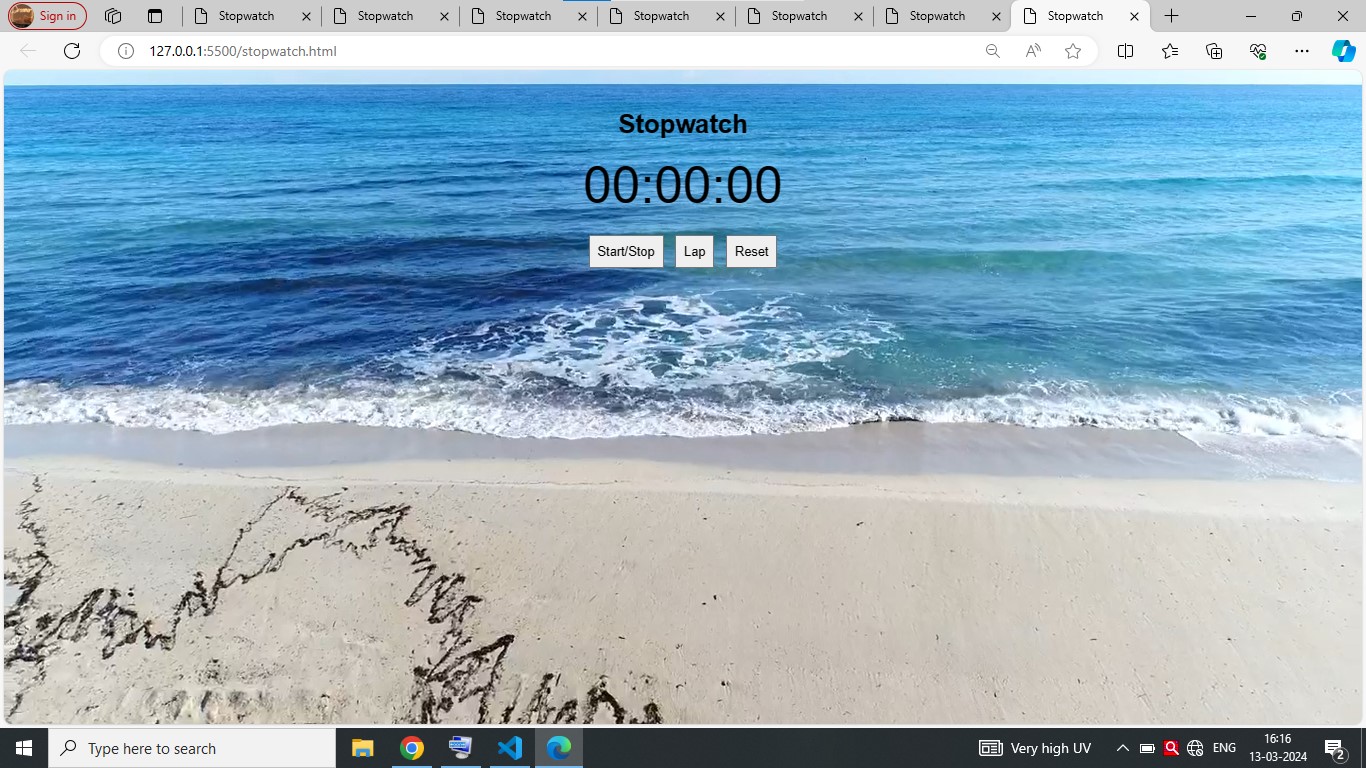 Sign in
Stopwatch
Stopwatch
Stopwatch
Stopwatch
Stopwatch
Stopwatch
Stopwatch
127.0.0.1:5500/stopwatch.html
Stopwatch
00:00:00
Start/Stop Lap Reset
Type here to search
Very high UV
ENG
16:16
13-03-2024
2